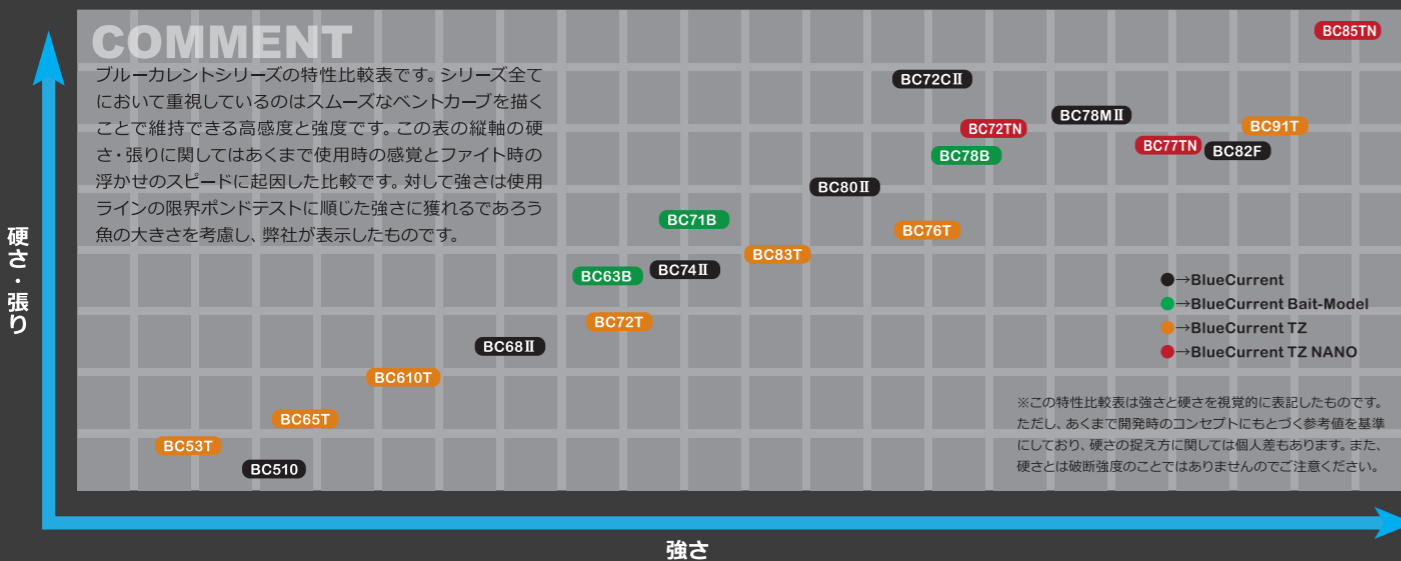 COMMENT
ブルーカレントシリーズの特性比較表です。シリーズ全て
において重視しているのはスムーズなベントカーブを描く
ことで維持できる高感度と強度です。この表の縦軸の硬
さ・張りに関してはあくまで使用時の感覚とファイト時の
浮かせのスピードに起因した比較です。対して強さは使用
ラインの限界ポンドテストに順じた強さに獲れるであろう
魚の大きさを考慮し、弊社が表示したものです。
BC85TN
BC72CⅡ
BC78MⅡ
BC72TN
BC91T
BC77TN
BC82F
BC78B
BC80Ⅱ
BC71B
BC76T
BC83T
BC74Ⅱ
BC63B
BC72T
BC68Ⅱ
BC610T
BC65T
BC53T
BC510
●→BlueCurrent
●→BlueCurrent Bait-Model
●→BlueCurrent TZ
●→BlueCurrent TZ NANO
※この特性比較表は強さと硬さを視覚的に表記したものです。
ただし、あくまで開発時のコンセプトにもとづく参考値を基準
にしており、硬さの捉え方に関しては個人差もあります。また、
硬さとは破断強度のことではありませんのでご注意ください。
硬さ・張り
強さ